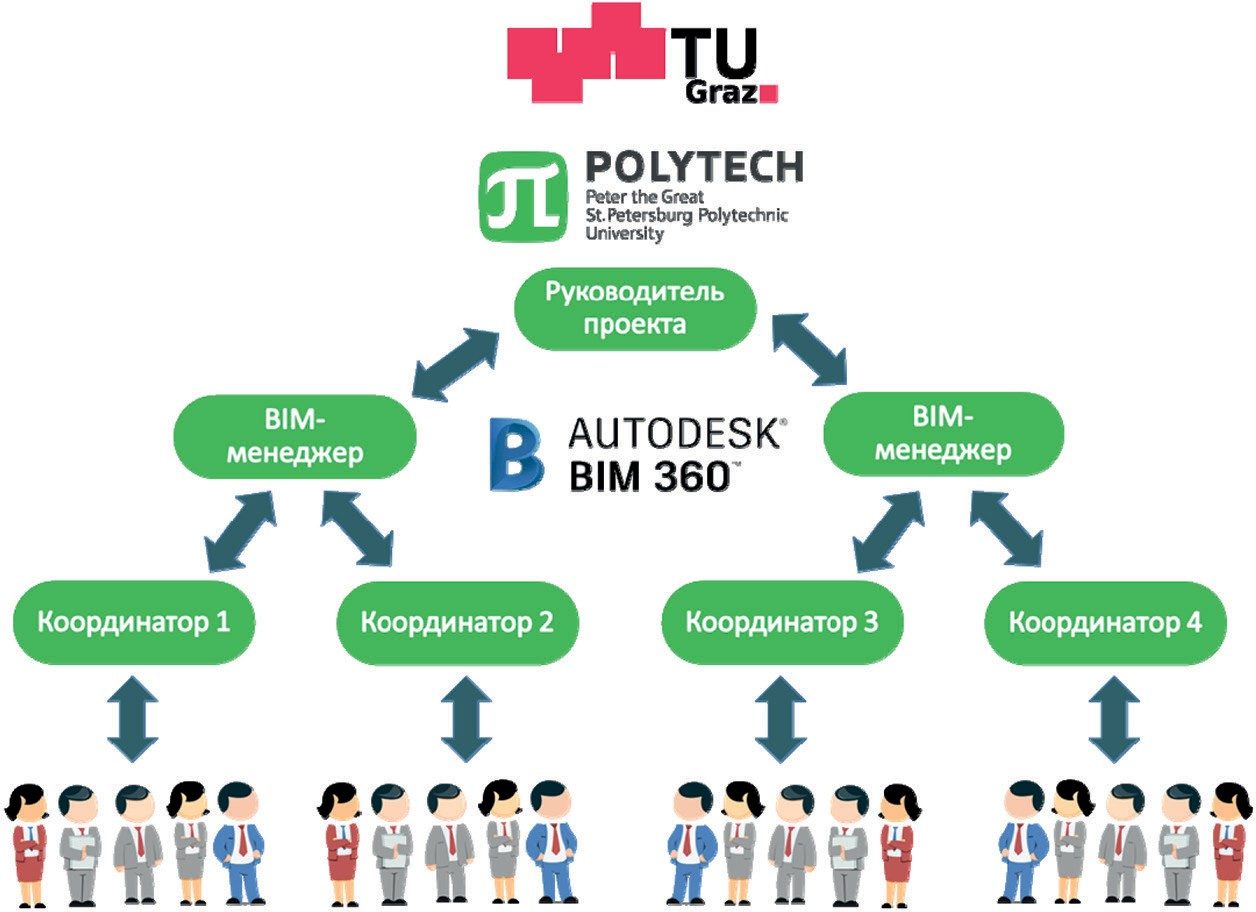 TU
Graz
POLYTECH
Peter the Great
St.Petersburg Polytechnic
University
Руководитель
проекта
BIM-
менеджер
AUTODESK®
BIM 360™
BIM-
менеджер
Координатор 1
Координатор 2
Координатор 3
Координатор 4